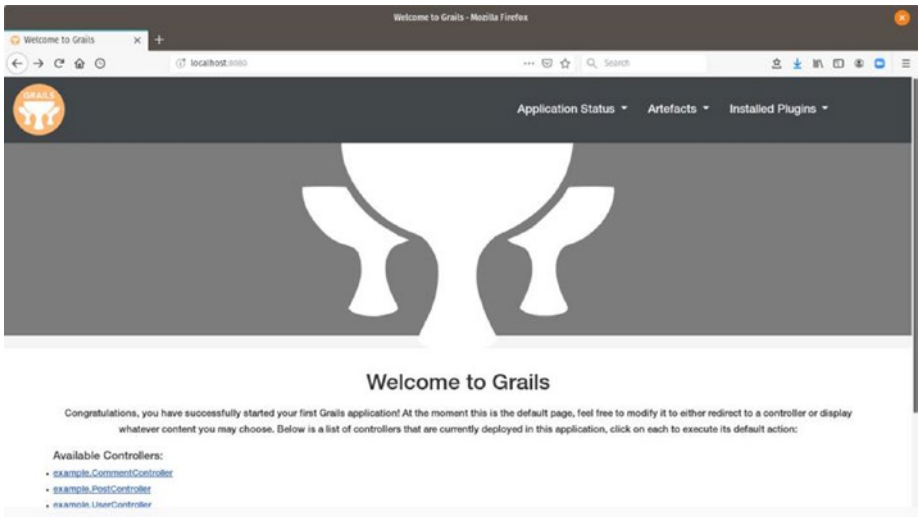 Welcome to Grails - Mozilla Firefox
Welcome to Grails
localhost:8080
Search
GRAILS
Application Status
Artefacts
Installed Plugins
Welcome to Grails
Congratulations, you have successfully started your first Grails application! At the moment this is the default page, feel free to modify it to either redirect to a controller or display
whatever content you may choose. Below is a list of controllers that are currently deployed in this application, click on each to execute its default action:
Available Controllers:
example.CommentController
example.PostController
example.UserController